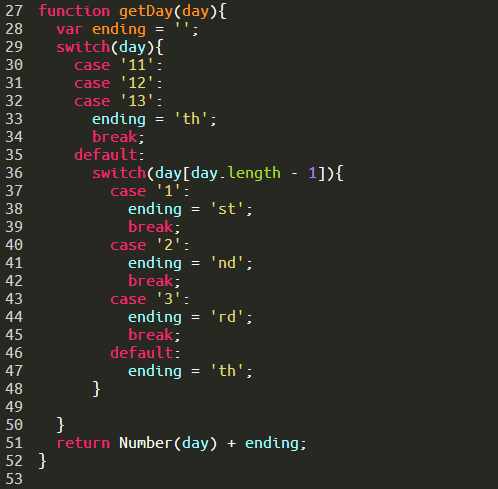 27 function getDay(day){
28   var ending = '';
29   switch(day){
30     case '11':
31     case '12':
32     case '13':
33       ending = 'th';
34       break;
35     default:
36       switch(day[day.length - 1]){
37         case '1':
38           ending = 'st';
39           break;
40         case '2':
41           ending = 'nd';
42           break;
43         case '3':
44           ending = 'rd';
45           break;
46         default:
47           ending = 'th';
48       }
49
50   }
51   return Number(day) + ending;
52 }
53